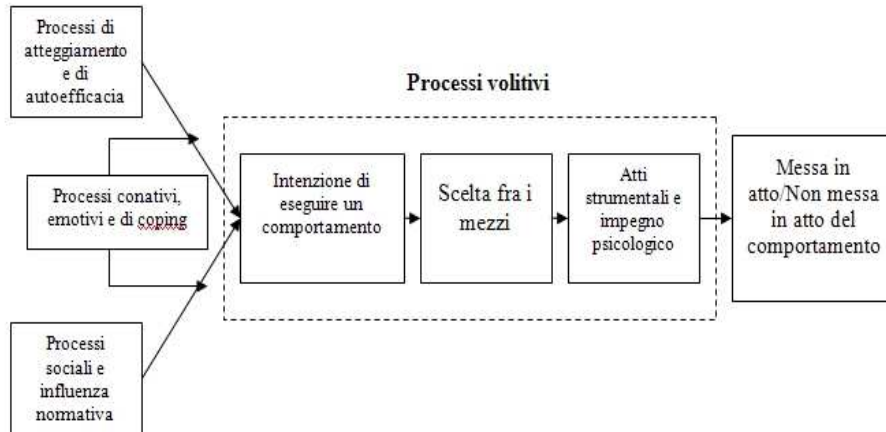 Processi di
atteggiamento
e di
autoefficacia
Processi conativi,
emotivi e di coping
Processi
sociali e
influenza
normativa
Processi volitivi
Intenzione di
eseguire un
comportamento
Scelta fra i
mezzi
Atti
strumentali e
impegno
psicologico
Messa in
atto/Non messa
in atto del
comportamento